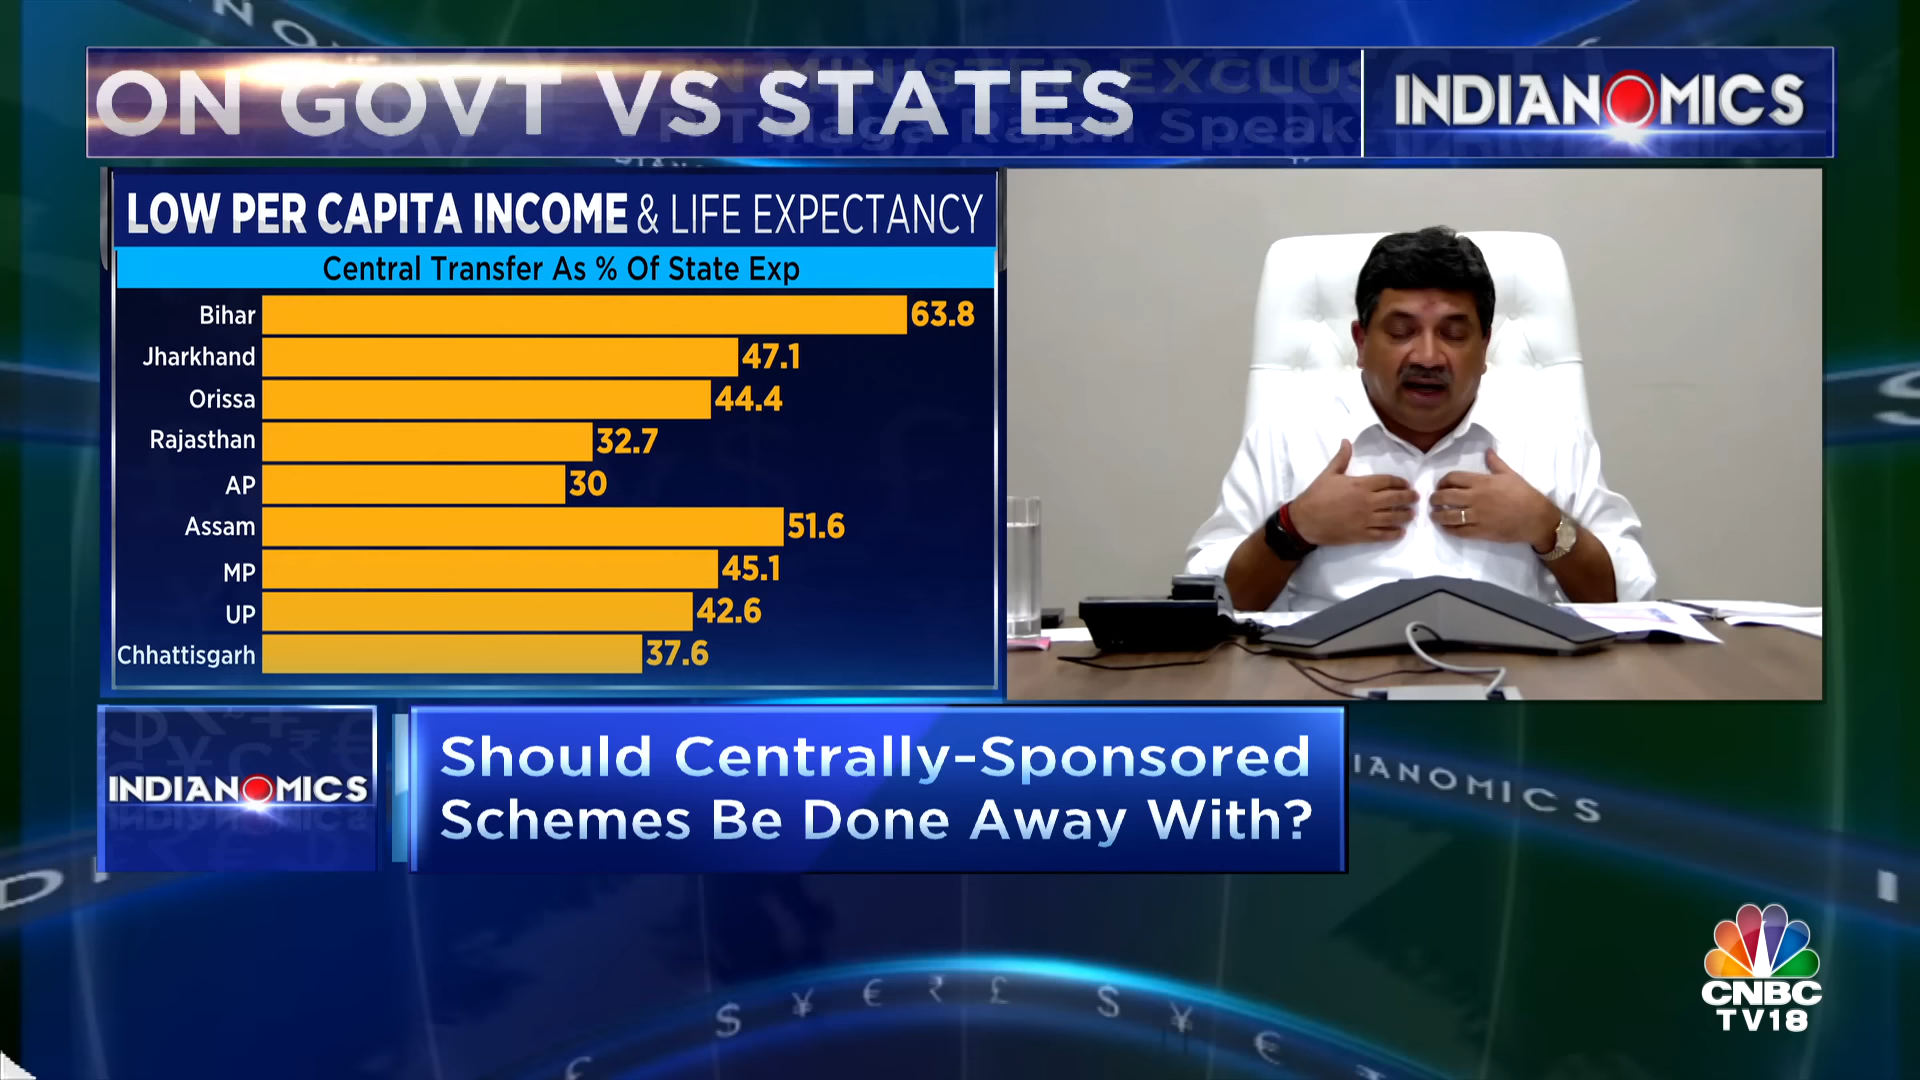 ON GOVT VS STATES
INDIANOMICS
LOW PER CAPITA INCOME & LIFE EXPECTANCY
Central Transfer As % Of State Exp
Bihar 63.8
Jharkhand 47.1
Orissa 44.4
Rajasthan 32.7
AP 30
Assam 51.6
MP 45.1
UP 42.6
Chhattisgarh 37.6
INDIANOMICS
Should Centrally-Sponsored
Schemes Be Done Away With?
IANOMICS
CNBC
TV18